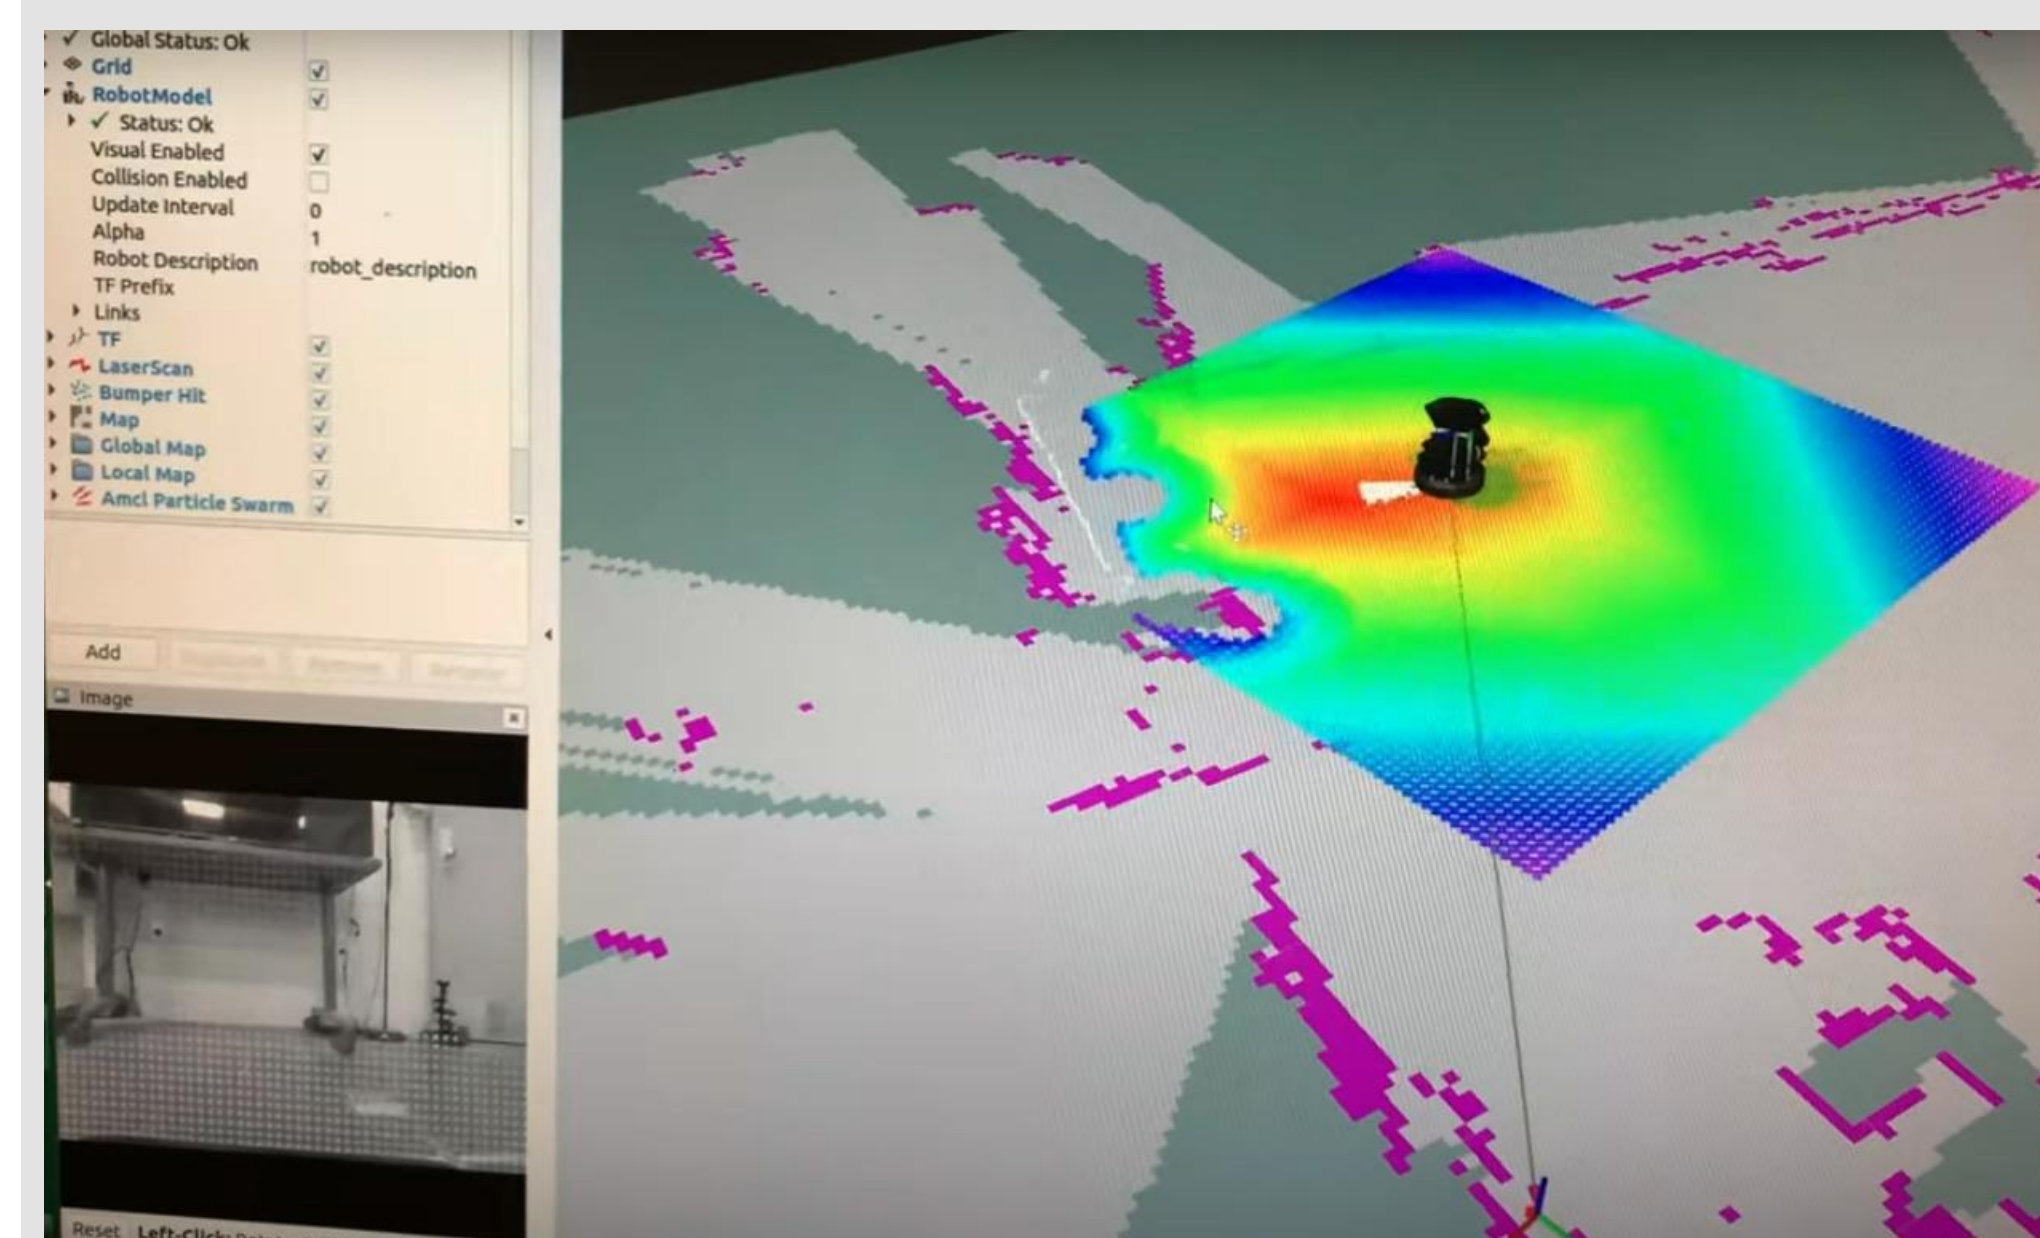 Global Status: Ok
Grid
RobotModel
Status: Ok
Visual Enabled
Collision Enabled
Update Interval 0
Alpha 1
Robot Description robot_description
TF Prefix
Links
TF
LaserScan
Bumper Hit
Map
Global Map
Local Map
Amcl Particle Swarm
Add
Image
Reset Left-Click: